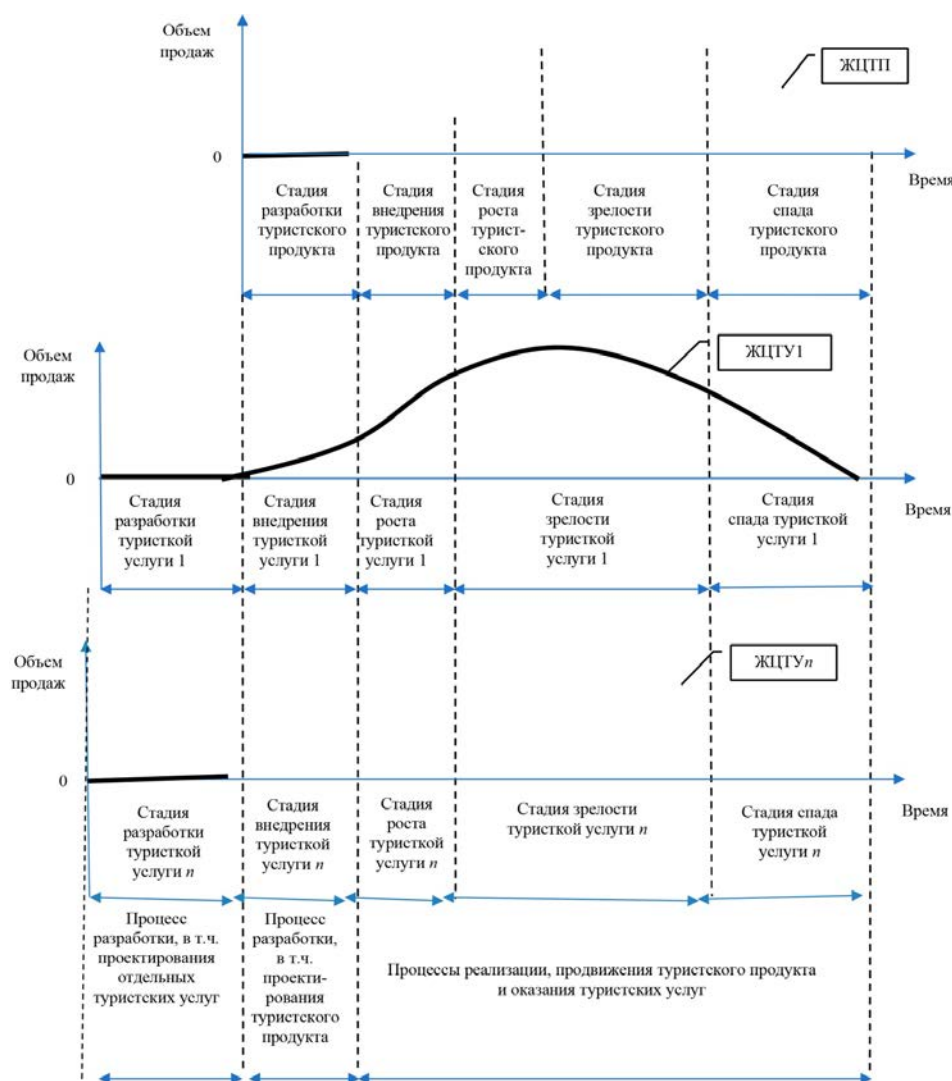 Объем
продаж
ЖЦТП
0
Время
Стадия
разработки
туристского
продукта
Стадия
внедрения
туристского
продукта
Стадия
роста
турист-
ского
продукта
Стадия
зрелости
туристского
продукта
Стадия
спада
туристского
продукта
Объем
продаж
ЖЦТУ1
0
Время
Стадия
разработки
туристкой
услуги 1
Стадия
внедрения
туристкой
услуги 1
Стадия
роста
туристкой
услуги 1
Стадия
зрелости
туристкой
услуги 1
Стадия
спада туристкой
услуги 1
Объем
продаж
ЖЦТУn
0
Время
Стадия
разработки
туристкой
услуги n
Стадия
внедрения
туристкой
услуги n
Стадия
роста
туристкой
услуги n
Стадия зрелости
туристкой услуги n
Стадия спада
туристкой
услуги n
Процесс
разработки, в т.ч.
проектирования
отдельных
туристских услуг
Процесс
разработки,
в т.ч.
проекти-
рования
туристского
продукта
Процессы реализации, продвижения туристского продукта
и оказания туристских услуг